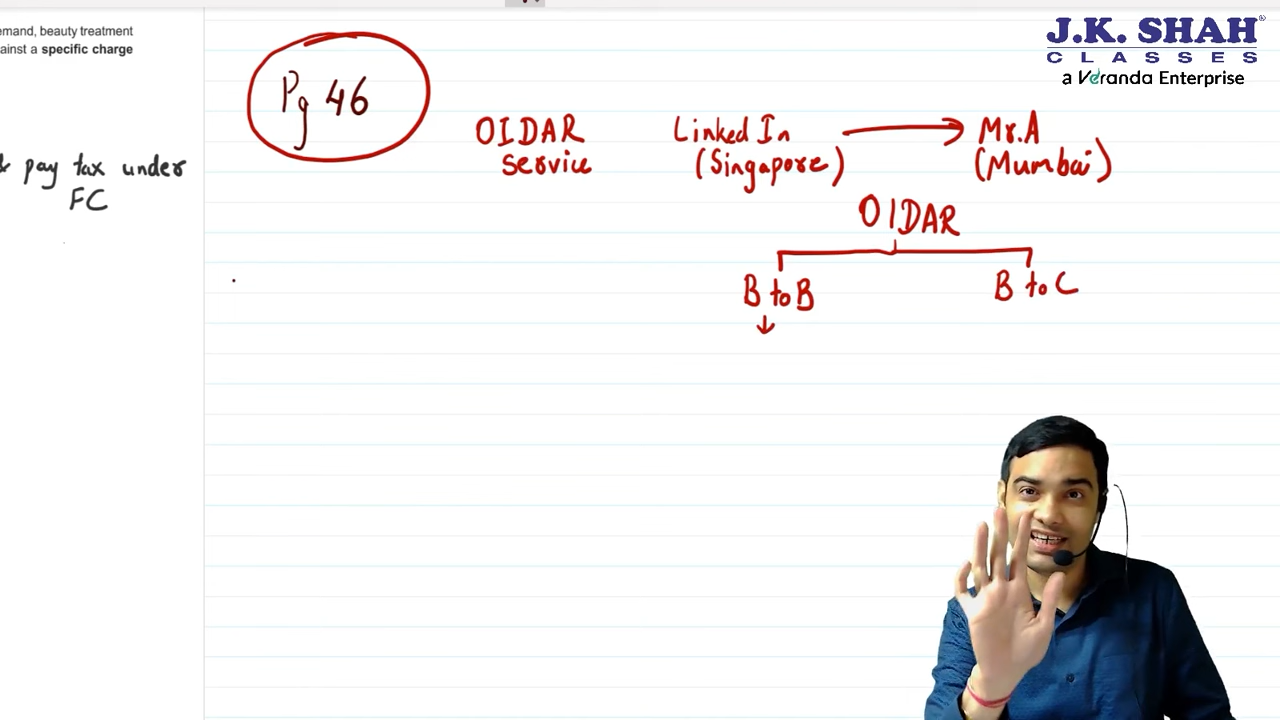 emand, beauty treatment
ainst a specific charge
& pay tax under
FC
Pg 46
OIDAR
service
Linked In
(Singapore)
Mr.A
(Mumbai)
OIDAR
B to B
B to C
J.K. SHAH®
CLASSES
a Veranda Enterprise